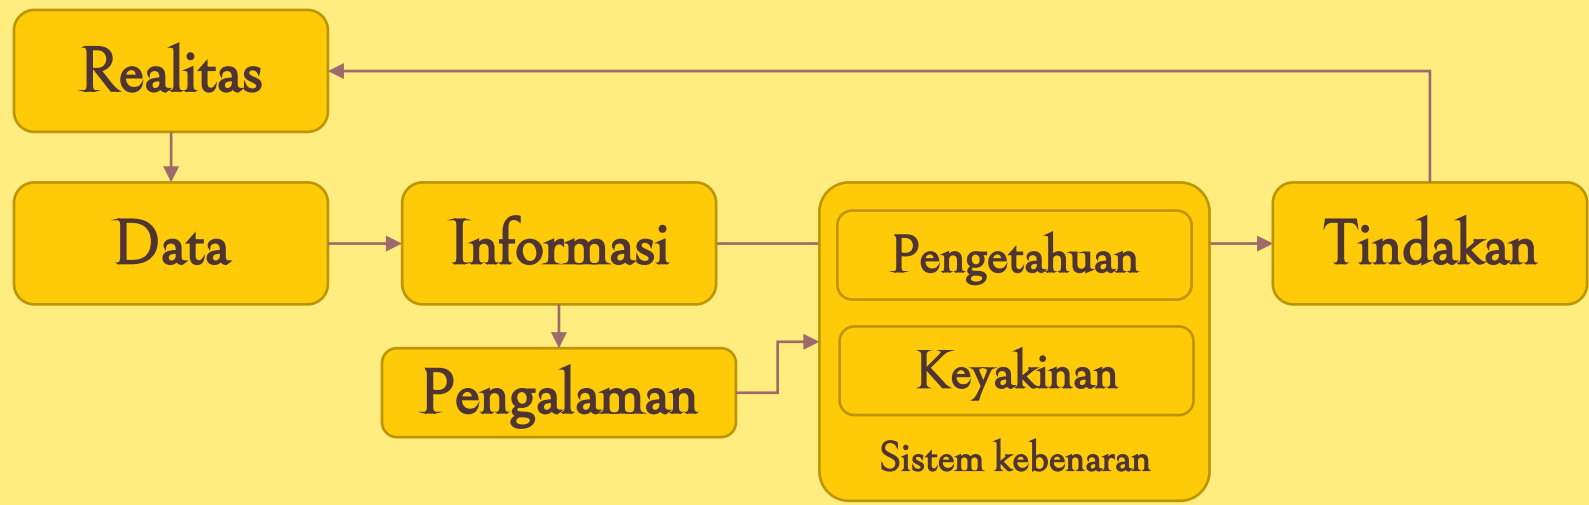 Realitas
Data
Informasi
Pengalaman
Pengetahuan
Keyakinan
Sistem kebenaran
Tindakan